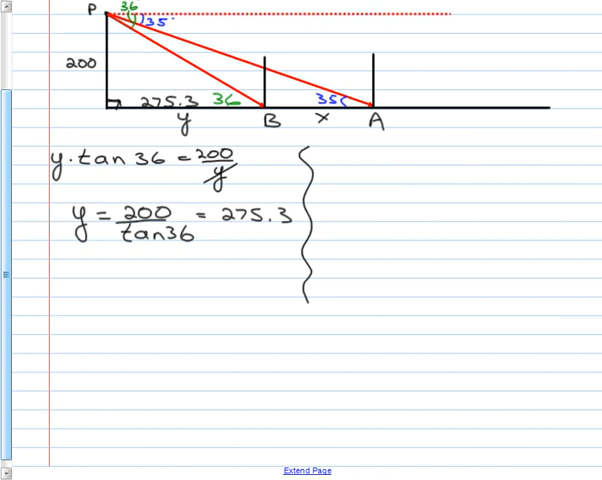 36
P
35
200
275.3 36 35
y B x A
y · tan 36 = 200/y
y = 200/tan36 = 275.3
Extend Page